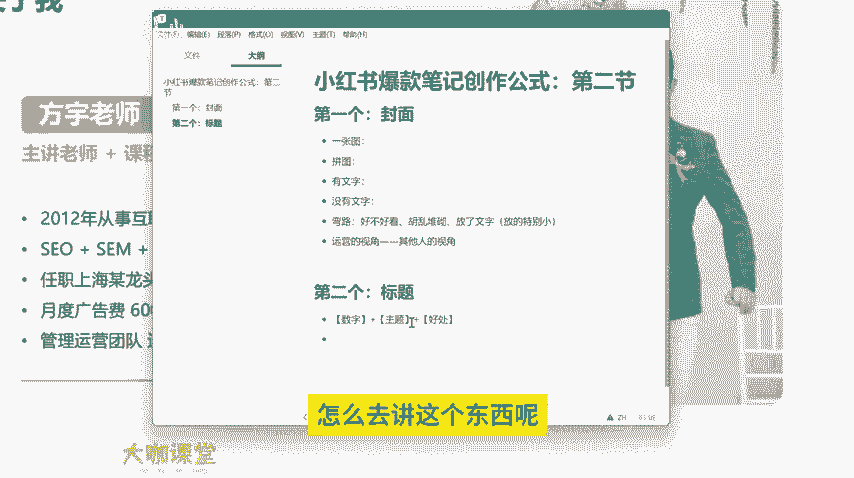 方宇老师
主讲老师 + 课
2012年从事互
SEO + SEM +
任职上海某龙头
月度广告费 60
管理运营团队
编辑(E) 段落(P) 格式(O) 视图(V) 主题(T) 帮助(H)
文件 大纲
小红书爆款笔记创作公式：第二
节
第一个：封面
第二个：标题
小红书爆款笔记创作公式：第二节
第一个：封面
一张图：
拼图：
有文字：
没有文字：
弯路：好不好看、胡乱堆砌、放了文字（放的特别小）
运营的视角——其他人的视角
第二个：标题
【数字】+【主题】+【好处】
怎么去讲这个东西呢
大咖课堂